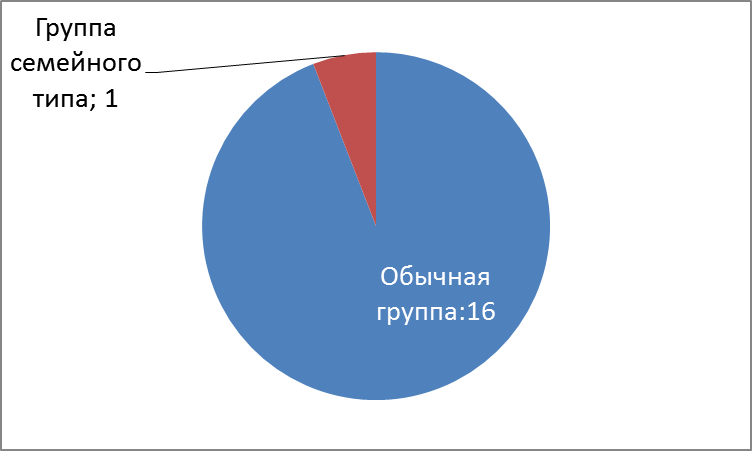 Группа
семейного
типа; 1
Обычная
группа:16